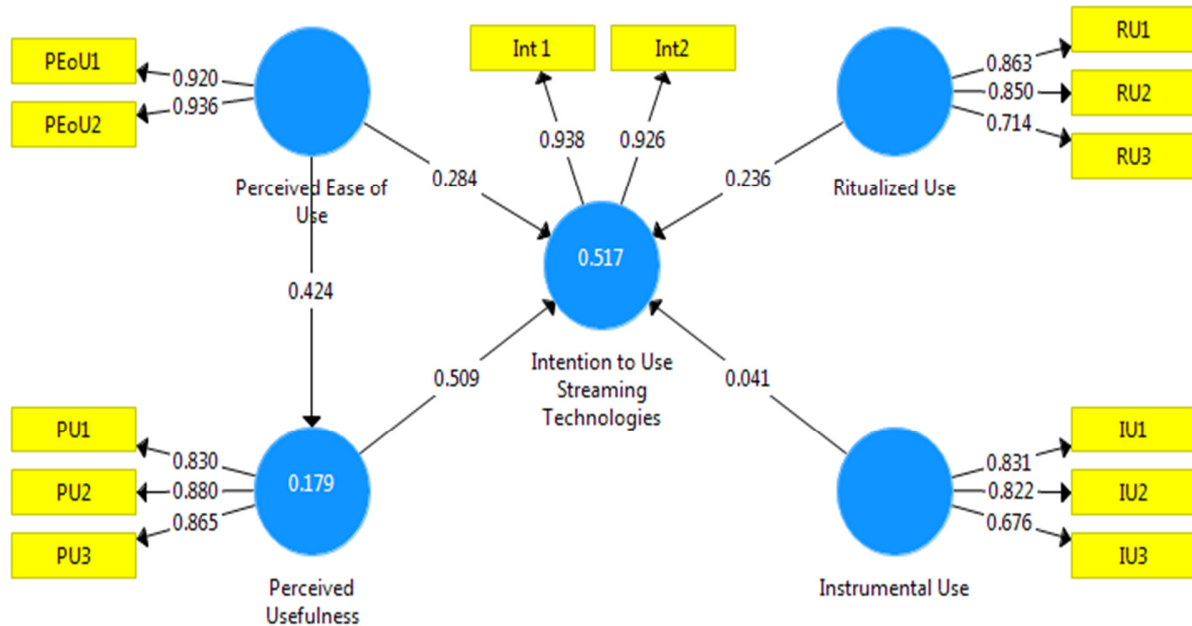 PEoU1
PEoU2
0.920
0.936
Perceived Ease of
Use
Int 1
Int2
0.938
0.926
RU1
RU2
RU3
0.863
0.850
0.714
Ritualized Use
0.284
0.236
0.424
0.517
Intention to Use
Streaming
Technologies
0.509
0.041
PU1
PU2
PU3
0.830
0.880
0.865
0.179
Perceived
Usefulness
IU1
IU2
IU3
0.831
0.822
0.676
Instrumental Use